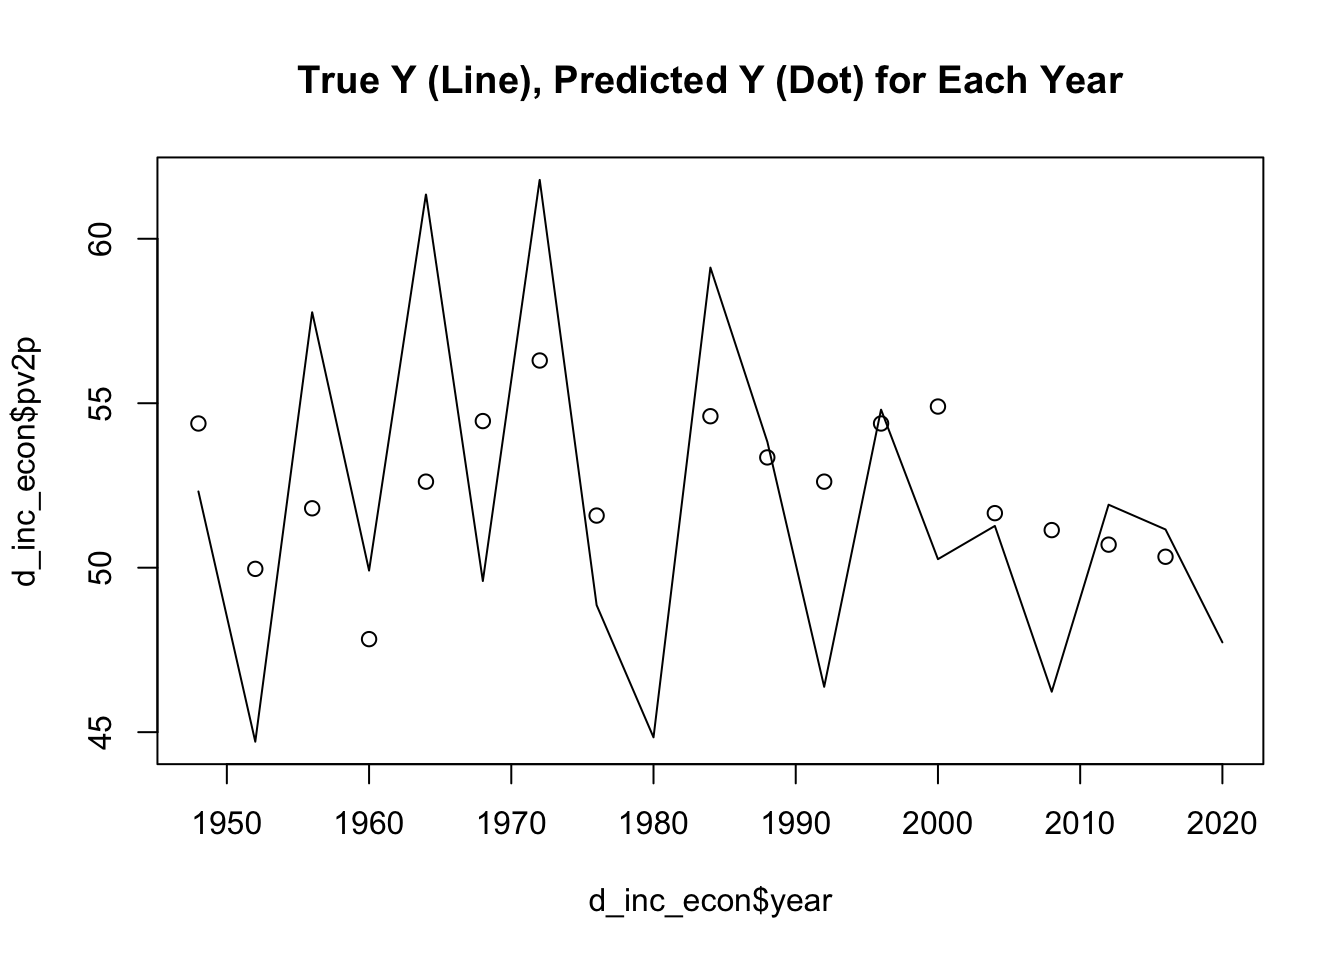 True Y (Line), Predicted Y (Dot) for Each Year
d_inc_econ$pv2p
60
55
50
45
1950 1960 1970 1980 1990 2000 2010 2020
d_inc_econ$year